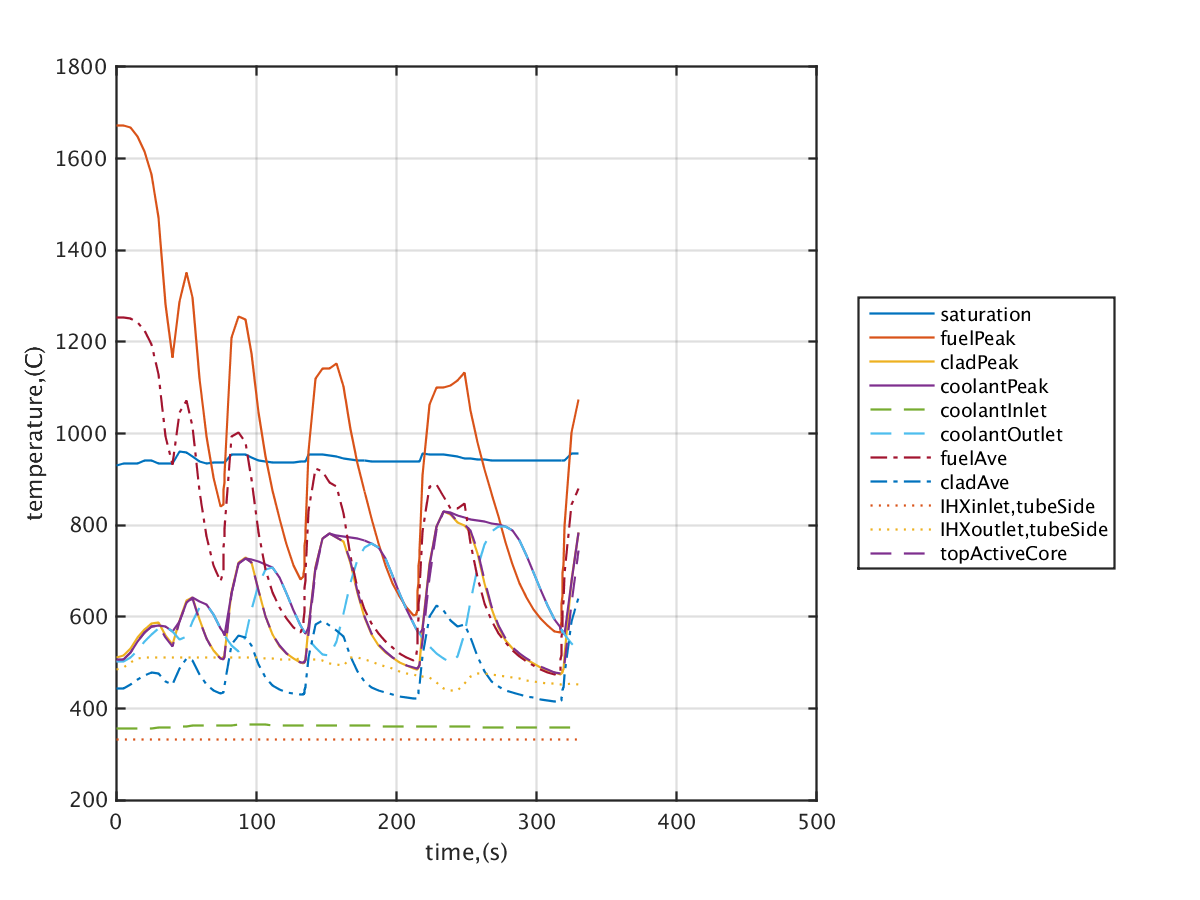 1800
1600
1400
1200
1000
800
600
400
200
temperature,(C)
0 100 200 300 400 500
time,(s)
saturation
fuelPeak
cladPeak
coolantPeak
coolantInlet
coolantOutlet
fuelAve
cladAve
IHXinlet,tubeSide
IHXoutlet,tubeSide
topActiveCore